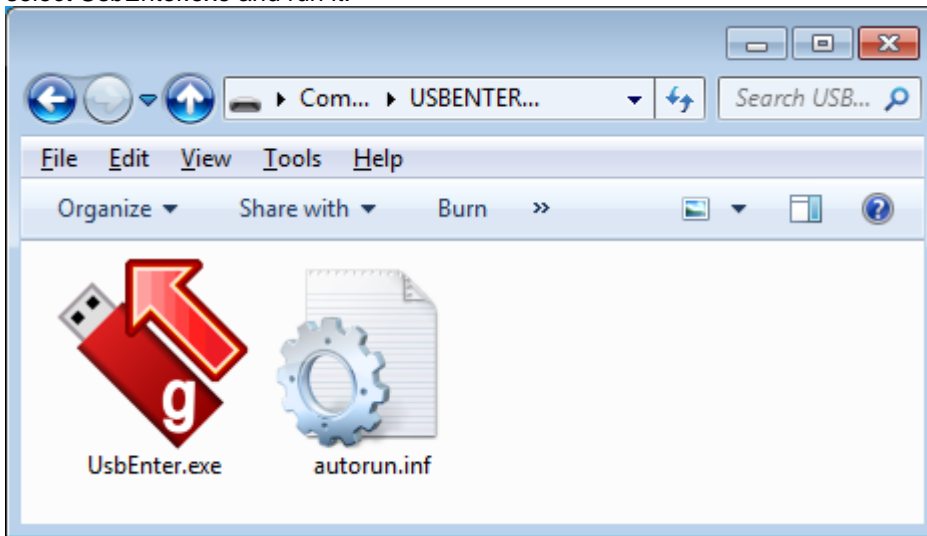 Com... USBENTER... Search USB...
File Edit View Tools Help
Organize Share with Burn »
g
UsbEnter.exe autorun.inf